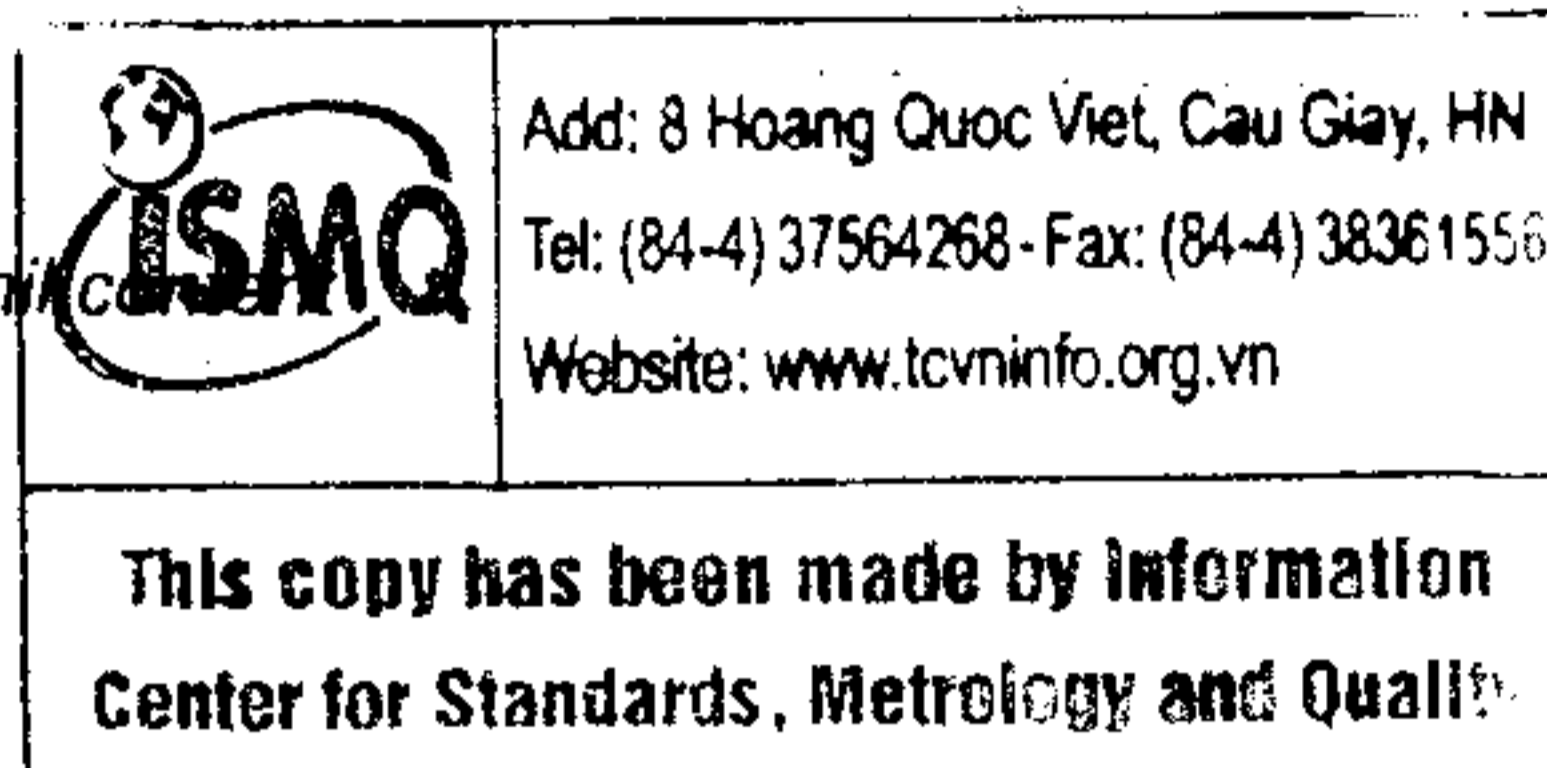 iSMQ
Add: 8 Hoang Quoc Viet, Cau Giay, HN
Tel: (84-4) 37564268 - Fax: (84-4) 38361556
Website: www.tcvninfo.org.vn
This copy has been made by Information
Center for Standards, Metrology and Quality